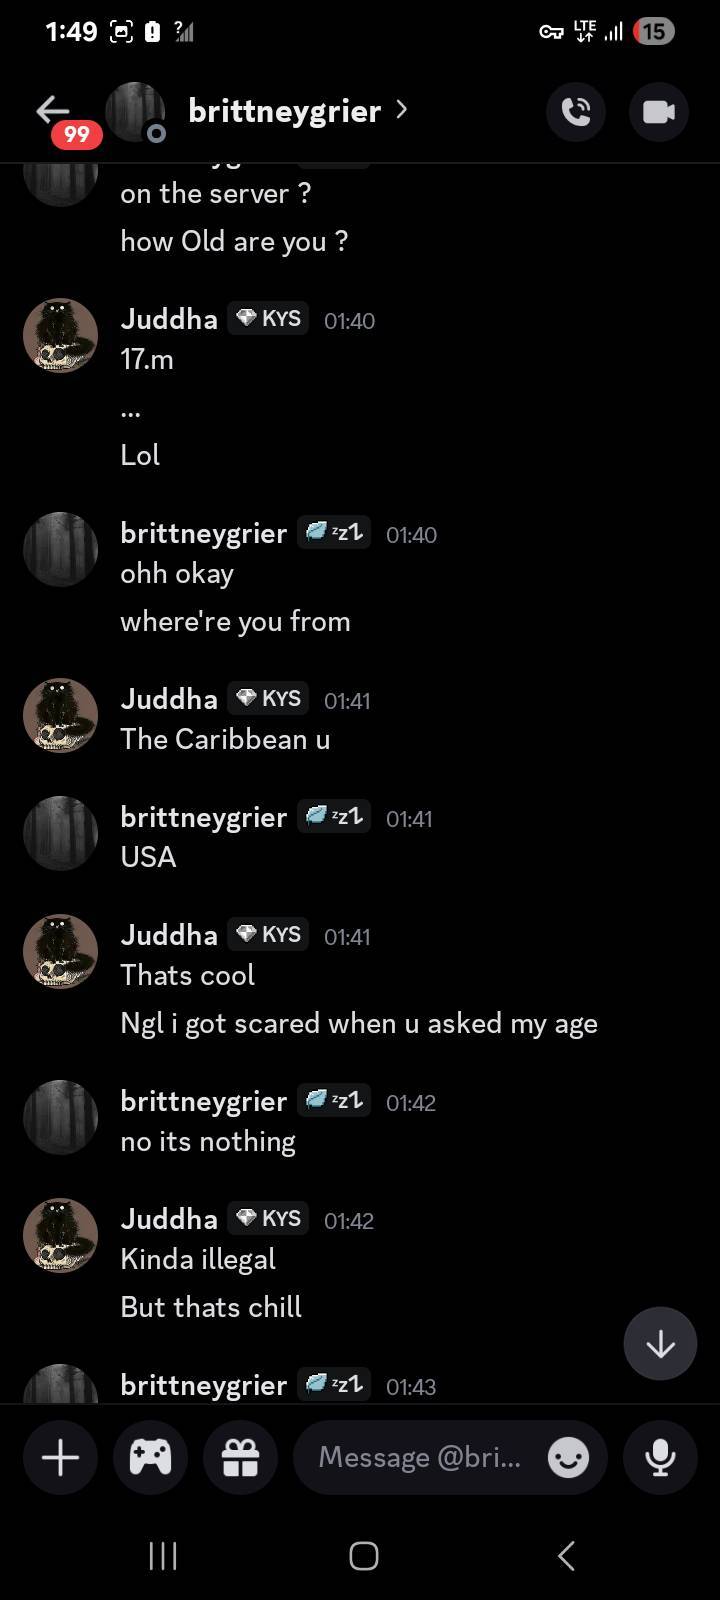 1:49
LTE
15
99
brittneygrier
on the server ?
how Old are you ?
Juddha KYS 01:40
17.m
...
Lol
brittneygrier zzZ 01:40
ohh okay
where're you from
Juddha KYS 01:41
The Caribbean u
brittneygrier zzZ 01:41
USA
Juddha KYS 01:41
Thats cool
Ngl i got scared when u asked my age
brittneygrier zzZ 01:42
no its nothing
Juddha KYS 01:42
Kinda illegal
But thats chill
brittneygrier zzZ 01:43
Message @bri...